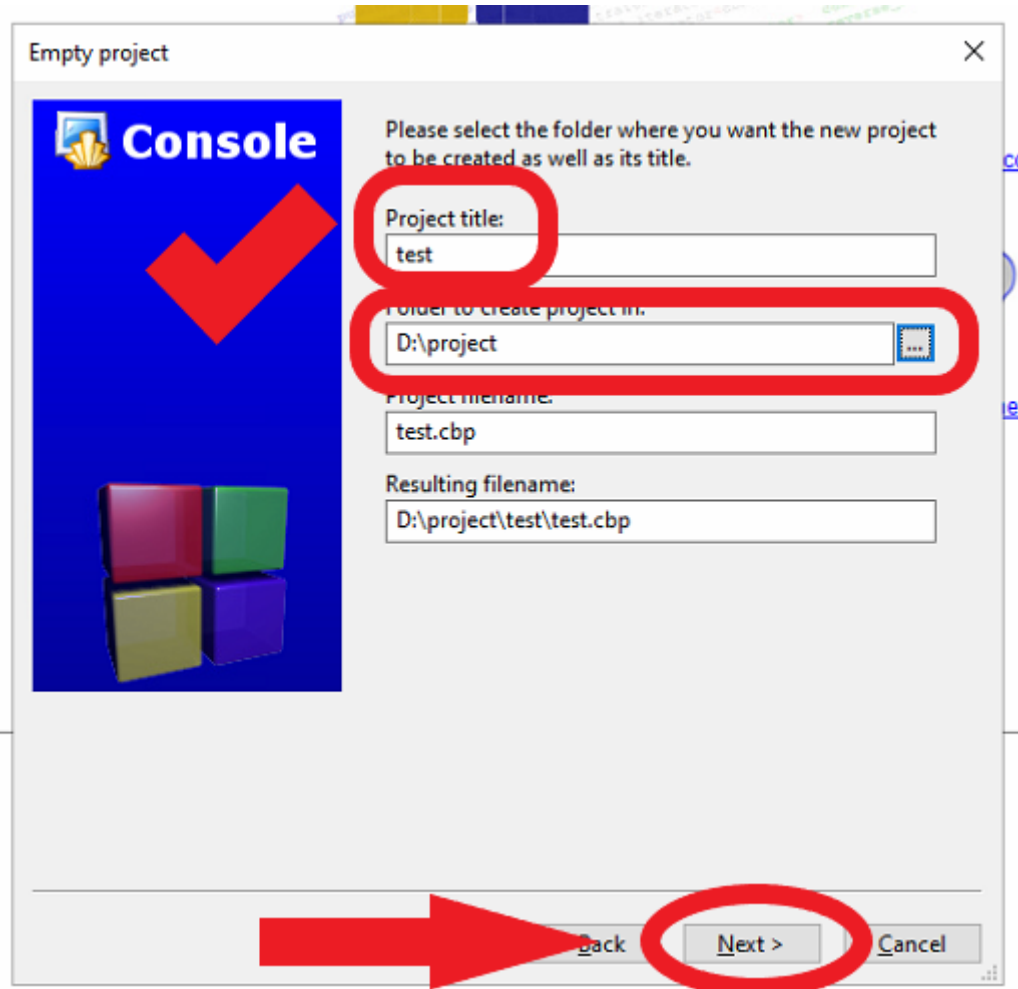 Empty project
Console
Please select the folder where you want the new project
to be created as well as its title.
Project title:
test
Folder to create project in:
D:\project
...
Project filename:
test.cbp
Resulting filename:
D:\project\test\test.cbp
Back
Next >
Cancel